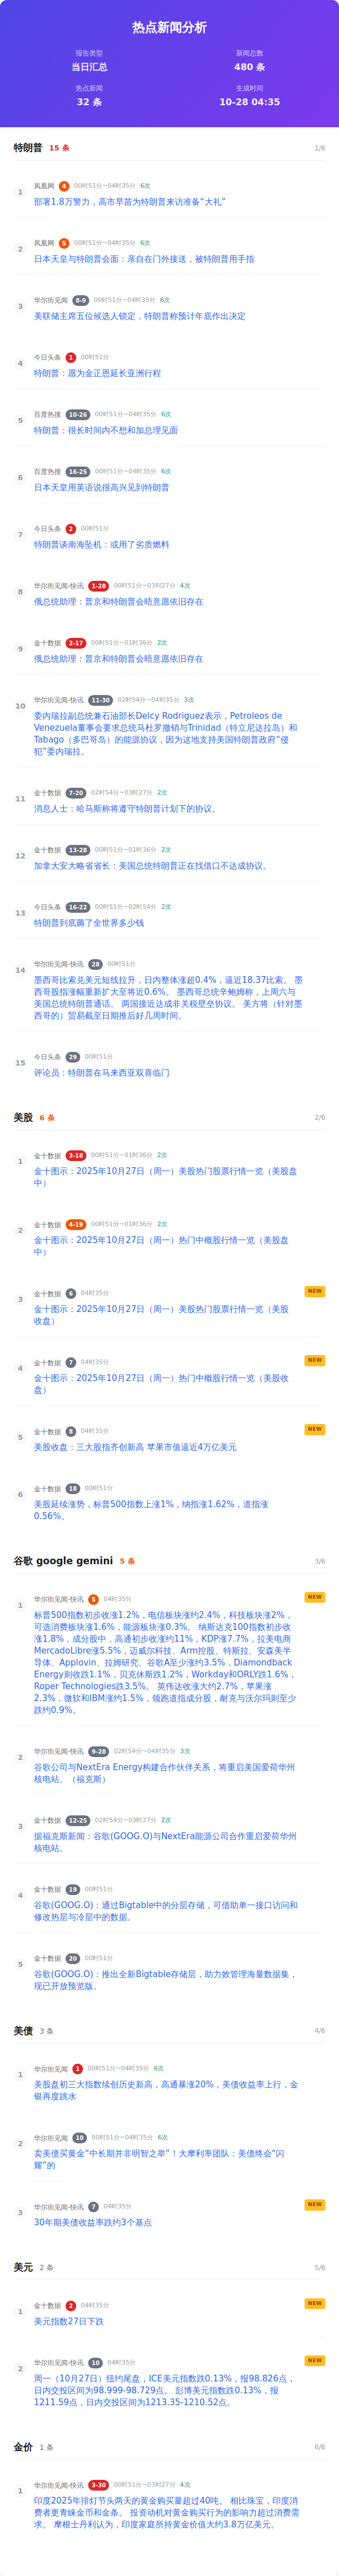 热点新闻分析
报告类型
新闻总数
当日汇总
480 条
热点新闻
生成时间
32 条
10-28 04:35
特朗普 15 条 1/6
1
凤凰网 4 00时51分~04时35分 6次
部署1.8万警力，高市早苗为特朗普来访准备“大礼”
2
凤凰网 5 00时51分~04时35分 6次
日本天皇与特朗普会面：亲自在门外接送，被特朗普用手指
3
华尔街见闻 8-9 00时51分~04时35分 6次
美联储主席五位候选人锁定，特朗普称预计年底作出决定
4
今日头条 1 00时51分
特朗普：愿为金正恩延长亚洲行程
5
百度热搜 10-26 00时51分~04时35分 6次
特朗普：很长时间内不想和加总理见面
6
百度热搜 16-25 00时51分~04时35分 6次
日本天皇用英语说很高兴见到特朗普
7
今日头条 2 00时51分
特朗普谈南海坠机：或用了劣质燃料
8
华尔街见闻-快讯 1-28 00时51分~03时27分 4次
俄总统助理：普京和特朗普会晤意愿依旧存在
9
金十数据 2-17 00时51分~01时36分 2次
俄总统助理：普京和特朗普会晤意愿依旧存在
10
华尔街见闻-快讯 11-30 02时54分~04时35分 3次
委内瑞拉副总统兼石油部长Delcy Rodriguez表示，Petroleos de
Venezuela董事会要求总统马杜罗撤销与Trinidad（特立尼达拉岛）和
Tabago（多巴哥岛）的能源协议，因为这地支持美国特朗普政府“侵
犯”委内瑞拉。
11
金十数据 7-20 02时54分~03时27分 2次
消息人士：哈马斯称将遵守特朗普计划下的协议。
12
金十数据 13-28 00时51分~01时36分 2次
加拿大安大略省省长：美国总统特朗普正在找借口不达成协议。
13
今日头条 16-22 00时51分~02时54分 2次
特朗普到底薅了全世界多少钱
14
华尔街见闻-快讯 28 00时51分
墨西哥比索兑美元短线拉升，日内整体涨超0.4%，逼近18.37比索。 墨
西哥股指涨幅重新扩大至将近0.6%。 墨西哥总统辛鲍姆称，上周六与
美国总统特朗普通话。 两国接近达成非关税壁垒协议。 美方将（针对墨
西哥的）贸易截至日期推后好几周时间。
15
今日头条 29 00时51分
评论员：特朗普在马来西亚双喜临门
美股 6 条 2/6
1
金十数据 3-18 00时51分~01时36分 2次
金十图示：2025年10月27日（周一）美股热门股票行情一览（美股盘
中）
2
金十数据 4-19 00时51分~01时36分 2次
金十图示：2025年10月27日（周一）热门中概股行情一览（美股盘
中）
3
金十数据 6 04时35分 NEW
金十图示：2025年10月27日（周一）美股热门股票行情一览（美股
收盘）
4
金十数据 7 04时35分 NEW
金十图示：2025年10月27日（周一）热门中概股行情一览（美股收
盘）
5
金十数据 8 04时35分 NEW
美股收盘：三大股指齐创新高 苹果市值逼近4万亿美元
6
金十数据 18 00时51分
美股延续涨势，标普500指数上涨1%，纳指涨1.62%，道指涨
0.56%。
谷歌 google gemini 5 条 3/6
1
华尔街见闻-快讯 5 04时35分 NEW
标普500指数初步收涨1.2%，电信板块涨约2.4%，科技板块涨2%，
可选消费板块涨1.6%，能源板块涨0.3%。 纳斯达克100指数初步收
涨1.8%，成分股中，高通初步收涨约11%，KDP涨7.7%，拉美电商
MercadoLibre涨5.5%，迈威尔科技、Arm控股、特斯拉、安森美半
导体、Applovin、拉姆研究、谷歌A至少涨约3.5%，Diamondback
Energy则收跌1.1%，贝克休斯跌1.2%，Workday和ORLY跌1.6%，
Roper Technologies跌3.5%。 英伟达收涨大约2.7%，苹果涨
2.3%，微软和IBM涨约1.5%，领跑道指成分股，耐克与沃尔玛则至少
跌约0.9%。
2
华尔街见闻-快讯 9-28 02时54分~04时35分 3次
谷歌公司与NextEra Energy构建合作伙伴关系，将重启美国爱荷华州
核电站。（福克斯）
3
金十数据 12-25 02时54分~03时27分 2次
据福克斯新闻：谷歌(GOOG.O)与NextEra能源公司合作重启爱荷华州
核电站。
4
金十数据 19 00时51分
谷歌(GOOG.O)：通过Bigtable中的分层存储，可借助单一接口访问和
修改热层与冷层中的数据。
5
金十数据 20 00时51分
谷歌(GOOG.O)：推出全新Bigtable存储层，助力效管理海量数据集，
现已开放预览版。
美债 3 条 4/6
1
华尔街见闻 1 00时51分~04时35分 6次
美股盘初三大指数续创历史新高，高通暴涨20%，美债收益率上行，金
银再度跳水
2
华尔街见闻 10 00时51分~04时35分 6次
卖美债买黄金“中长期并非明智之举”！大摩利率团队：美债终会“闪
耀”的
3
华尔街见闻-快讯 7 04时35分 NEW
30年期美债收益率跌约3个基点
美元 2 条 5/6
1
金十数据 2 04时35分 NEW
美元指数27日下跌
2
华尔街见闻-快讯 10 04时35分 NEW
周一（10月27日）纽约尾盘，ICE美元指数跌0.13%，报98.826点，
日内交投区间为98.999-98.729点。 彭博美元指数跌0.13%，报
1211.59点，日内交投区间为1213.35-1210.52点。
金价 1 条 6/6
1
华尔街见闻-快讯 3-30 00时51分~03时27分 4次
印度2025年排灯节头两天的黄金购买量超过40吨。 相比珠宝，印度消
费者更青睐金币和金条。 投资动机对黄金购买行为的影响力超过消费需
求。 摩根士丹利认为，印度家庭所持黄金价值大约3.8万亿美元。